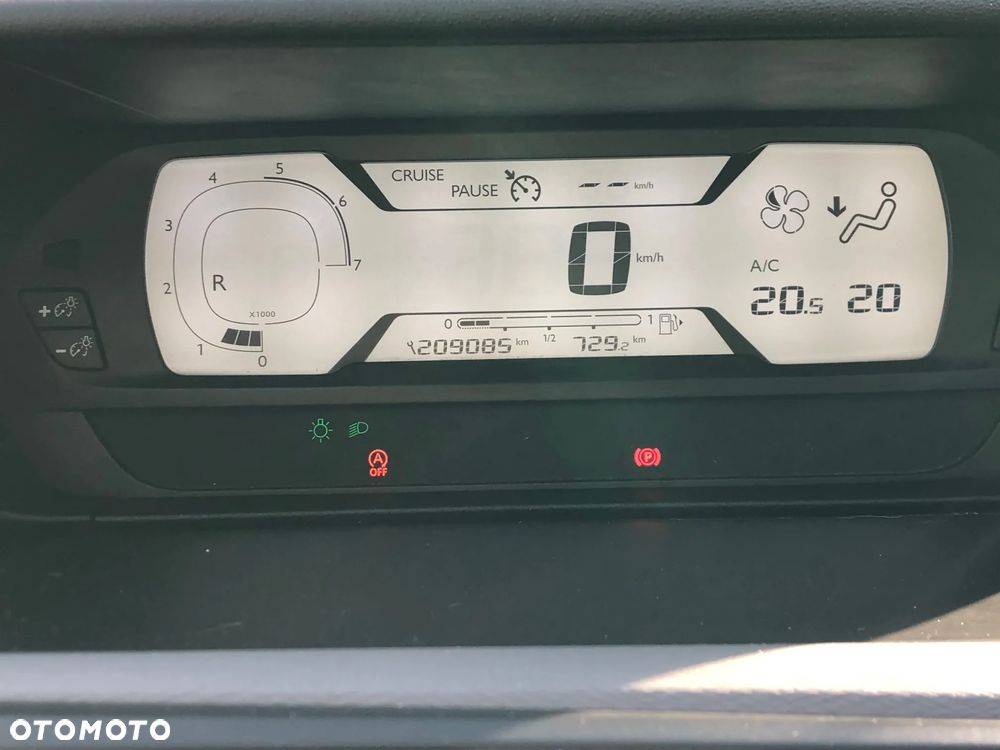 CRUISE
PAUSE
-- km/h
5
4
6
3
7
2
1
0
R
X1000
0 km/h
A/C
20.5 20
0 1/2 1
209085 km 729.2 km
+
-
A
OFF
P
OTOMOTO